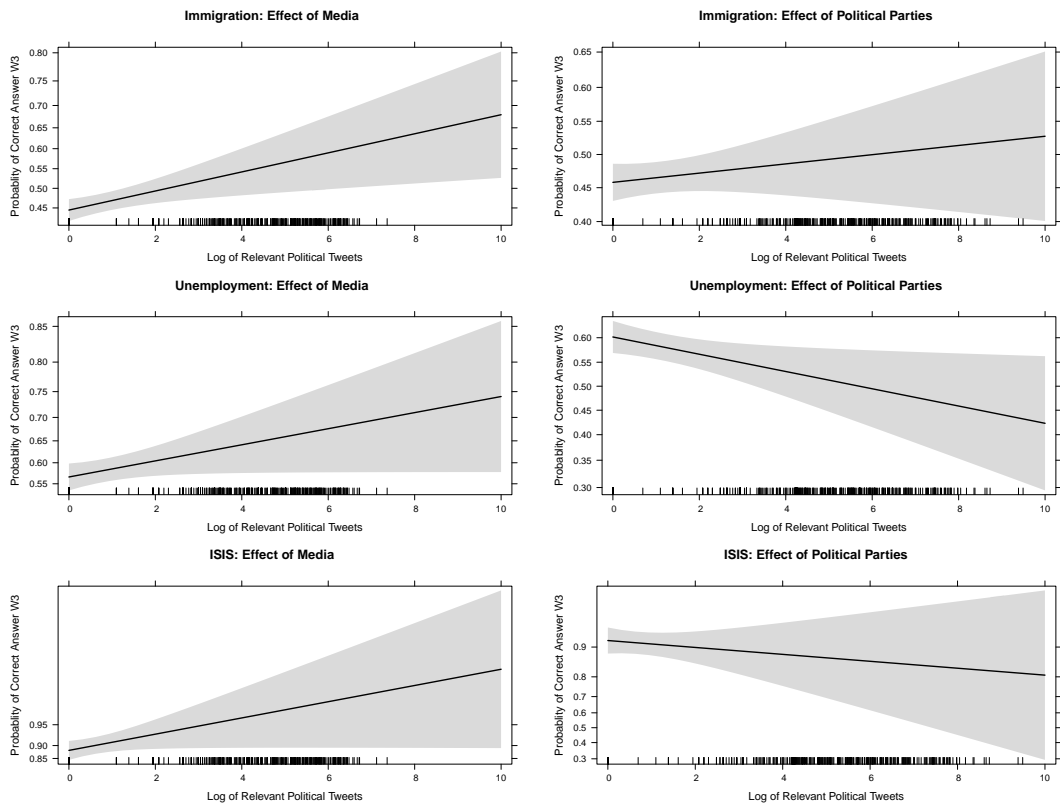 Immigration: Effect of Media
Probablity of Correct Answer W3
0.80
0.75
0.70
0.65
0.60
0.55
0.50
0.45
0 2 4 6 8 10
Log of Relevant Political Tweets
Immigration: Effect of Political Parties
Probablity of Correct Answer W3
0.65
0.60
0.55
0.50
0.45
0.40
0 2 4 6 8 10
Log of Relevant Political Tweets
Unemployment: Effect of Media
Probablity of Correct Answer W3
0.85
0.80
0.75
0.70
0.65
0.60
0.55
0 2 4 6 8 10
Log of Relevant Political Tweets
Unemployment: Effect of Political Parties
Probablity of Correct Answer W3
0.60
0.55
0.50
0.45
0.40
0.35
0.30
0 2 4 6 8 10
Log of Relevant Political Tweets
ISIS: Effect of Media
Probablity of Correct Answer W3
0.95
0.90
0.85
0 2 4 6 8 10
Log of Relevant Political Tweets
ISIS: Effect of Political Parties
Probablity of Correct Answer W3
0.9
0.8
0.7
0.6
0.5
0.4
0.3
0 2 4 6 8 10
Log of Relevant Political Tweets